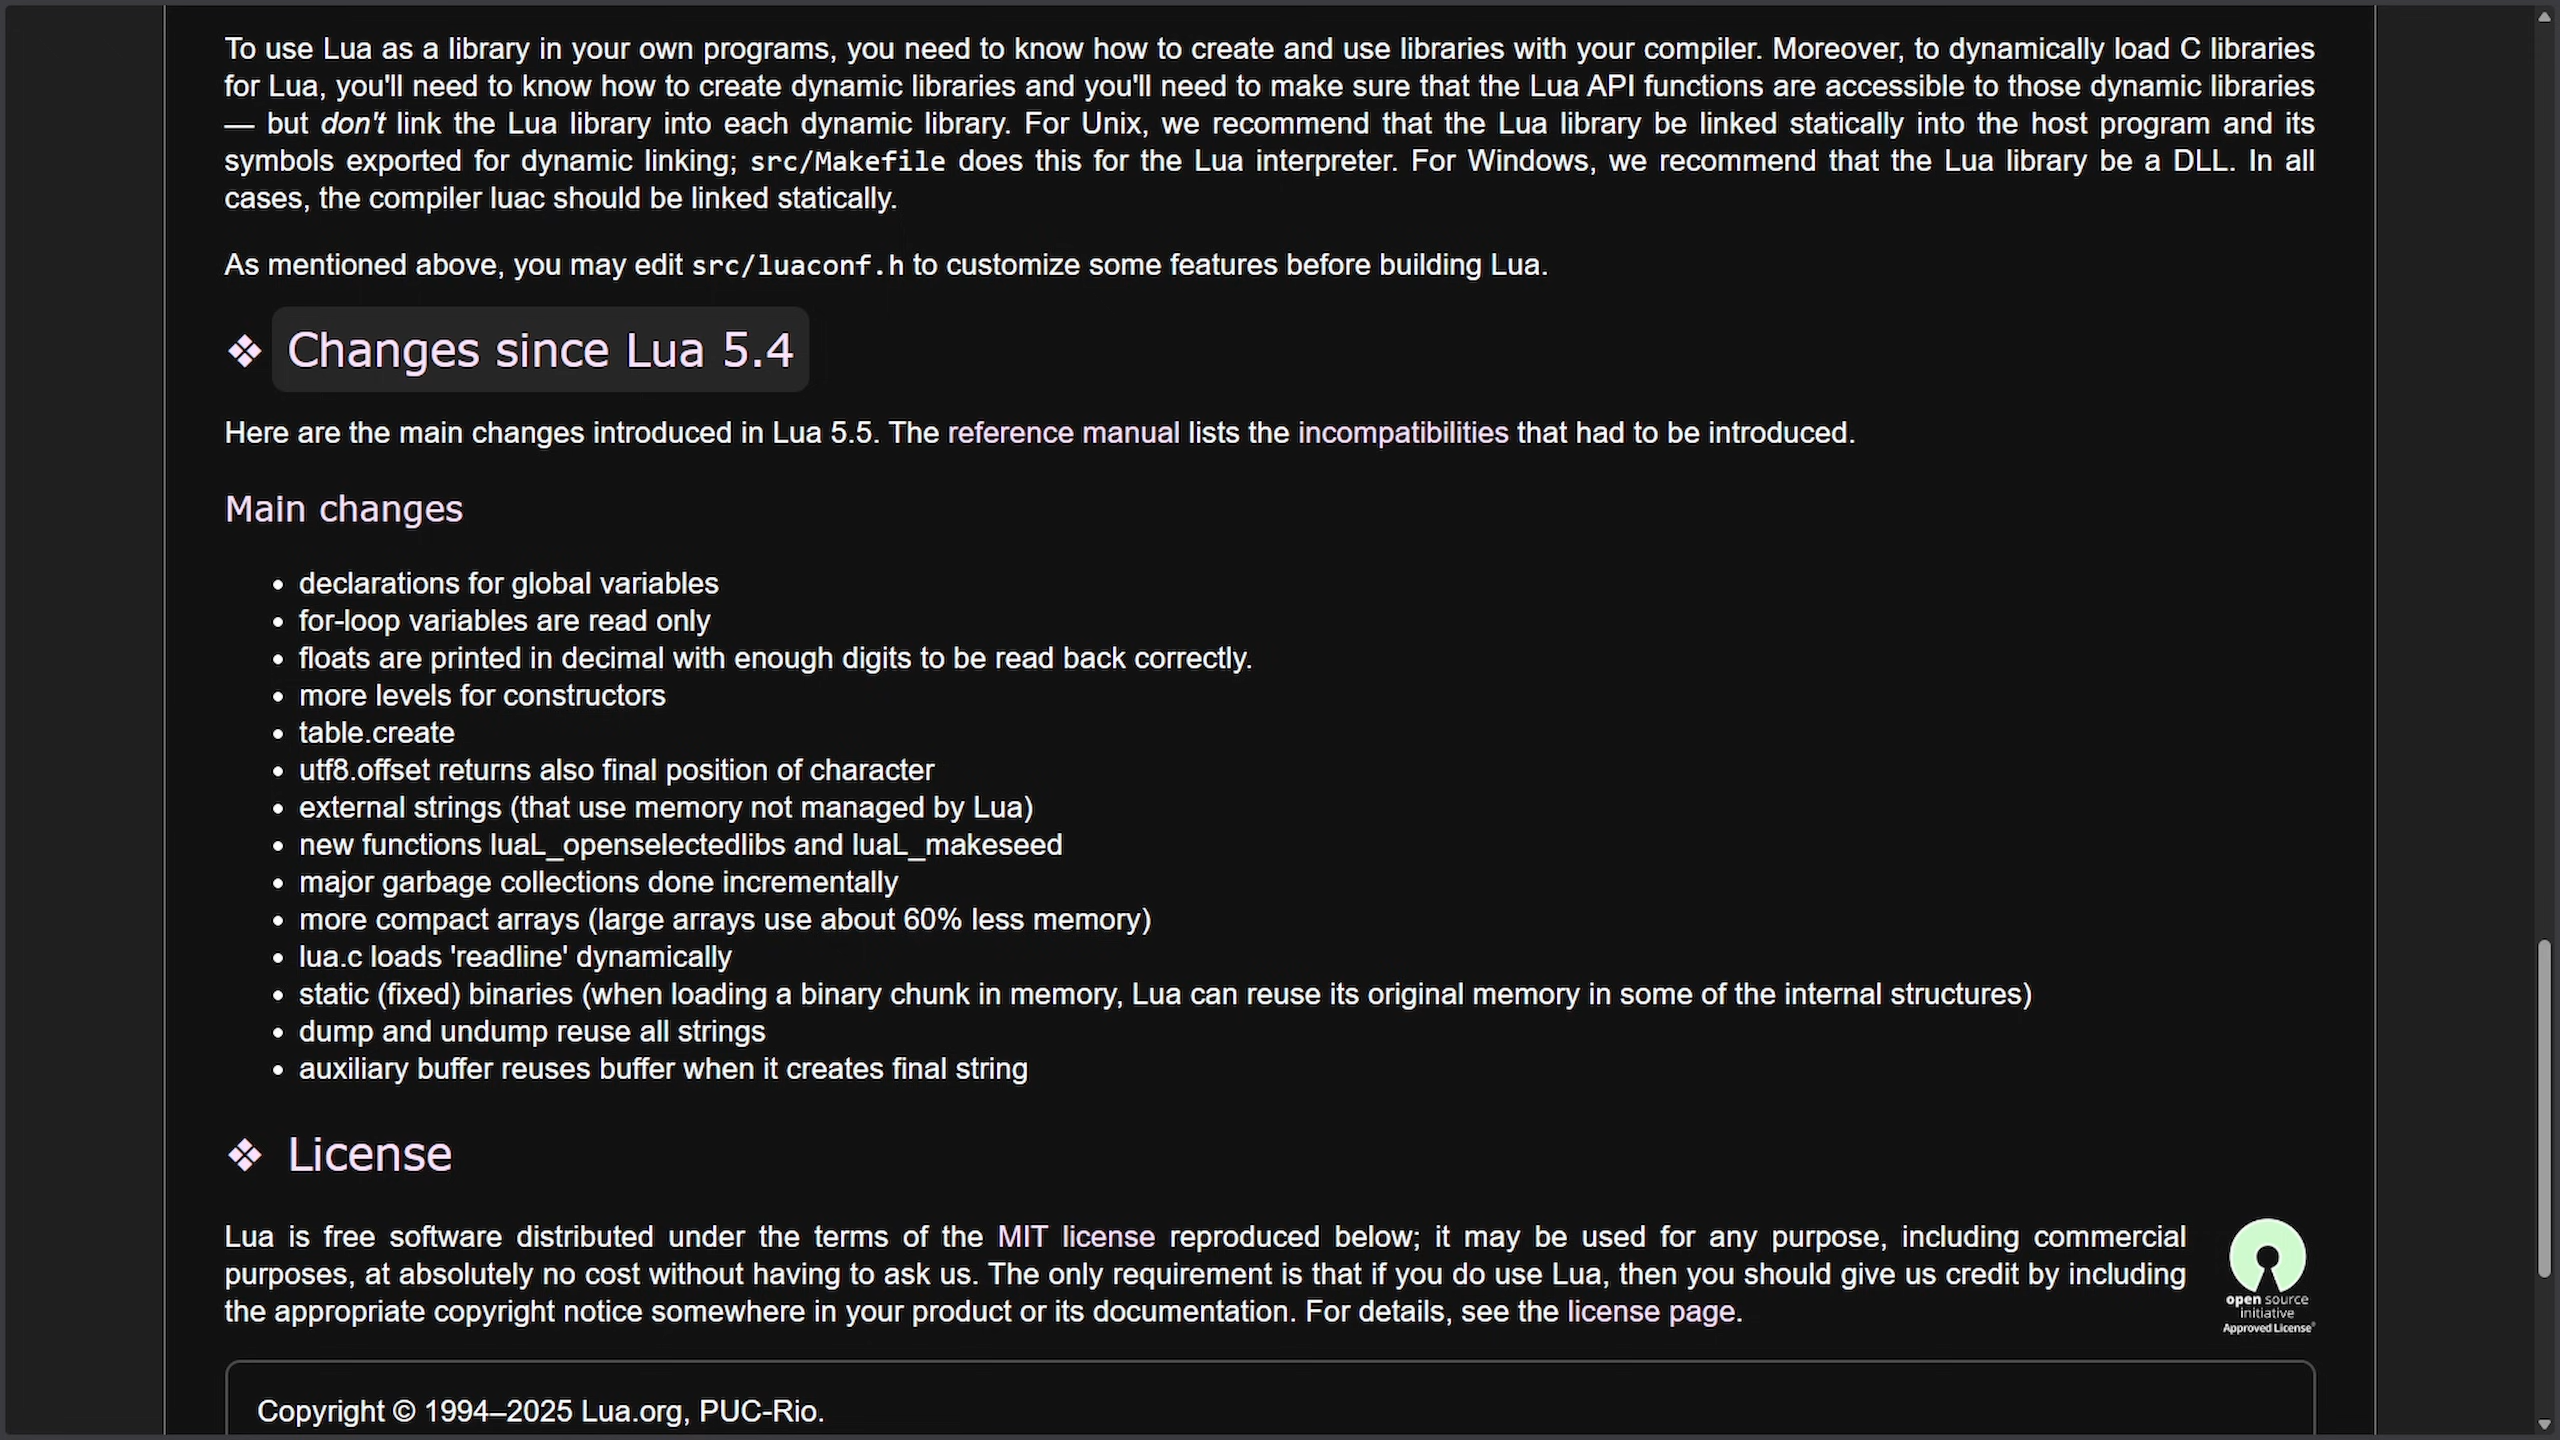 To use Lua as a library in your own programs, you need to know how to create and use libraries with your compiler. Moreover, to dynamically load C libraries
for Lua, you'll need to know how to create dynamic libraries and you'll need to make sure that the Lua API functions are accessible to those dynamic libraries
— but don't link the Lua library into each dynamic library. For Unix, we recommend that the Lua library be linked statically into the host program and its
symbols exported for dynamic linking; src/Makefile does this for the Lua interpreter. For Windows, we recommend that the Lua library be a DLL. In all
cases, the compiler luac should be linked statically.
As mentioned above, you may edit src/luaconf.h to customize some features before building Lua.
❖ Changes since Lua 5.4
Here are the main changes introduced in Lua 5.5. The reference manual lists the incompatibilities that had to be introduced.
Main changes
• declarations for global variables
• for-loop variables are read only
• floats are printed in decimal with enough digits to be read back correctly.
• more levels for constructors
• table.create
• utf8.offset returns also final position of character
• external strings (that use memory not managed by Lua)
• new functions luaL_openselectedlibs and luaL_makeseed
• major garbage collections done incrementally
• more compact arrays (large arrays use about 60% less memory)
• lua.c loads 'readline' dynamically
• static (fixed) binaries (when loading a binary chunk in memory, Lua can reuse its original memory in some of the internal structures)
• dump and undump reuse all strings
• auxiliary buffer reuses buffer when it creates final string
❖ License
Lua is free software distributed under the terms of the MIT license reproduced below; it may be used for any purpose, including commercial
purposes, at absolutely no cost without having to ask us. The only requirement is that if you do use Lua, then you should give us credit by including
the appropriate copyright notice somewhere in your product or its documentation. For details, see the license page.
open source
initiative
Approved License®
Copyright © 1994–2025 Lua.org, PUC-Rio.